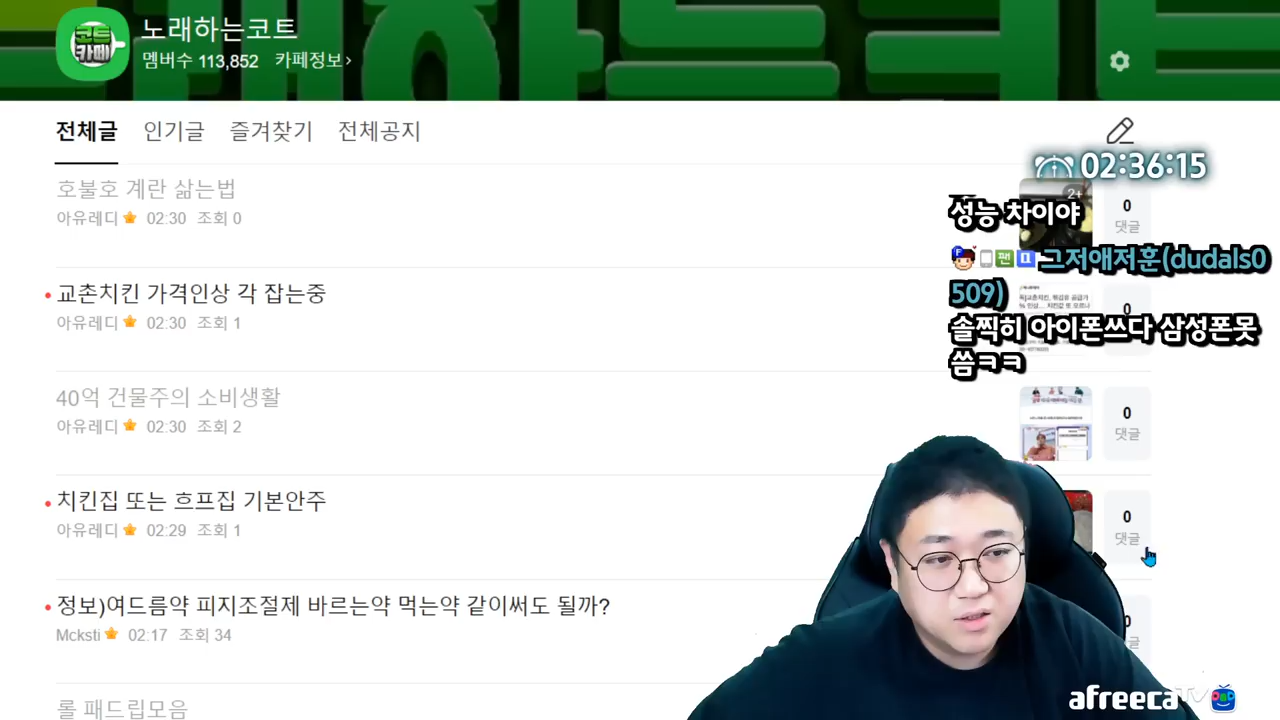 코트
카페
노래하는코트
멤버수 113,852 카페정보
전체글 인기글 즐겨찾기 전체공지
02:36:15
호불호 계란 삶는법
아유레디 02:30 조회 0
2+
0
댓글
성능 차이야
팬
그저애저훈(dudals0
509)
솔찍히 아이폰쓰다 삼성폰못
씀ㅋㅋ
교촌치킨 가격인상 각 잡는중
아유레디 02:30 조회 1
0
40억 건물주의 소비생활
아유레디 02:30 조회 2
0
댓글
치킨집 또는 흐프집 기본안주
아유레디 02:29 조회 1
0
댓글
정보)여드름약 피지조절제 바르는약 먹는약 같이써도 될까?
Mcksti 02:17 조회 34
0
글
롤 패드립모음
afreecaTV